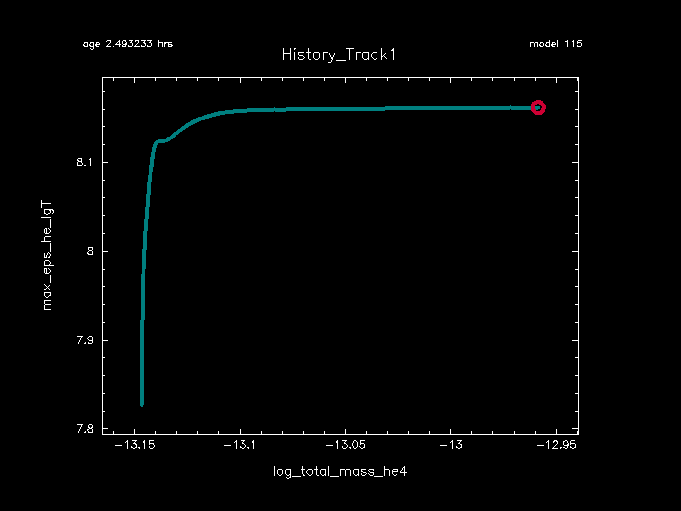 age 2.493233 hrs
model 115
History_Track1
max_eps_he_lgT
8.1
8
7.9
7.8
−13.15
−13.1
−13.05
−13
−12.95
log_total_mass_he4